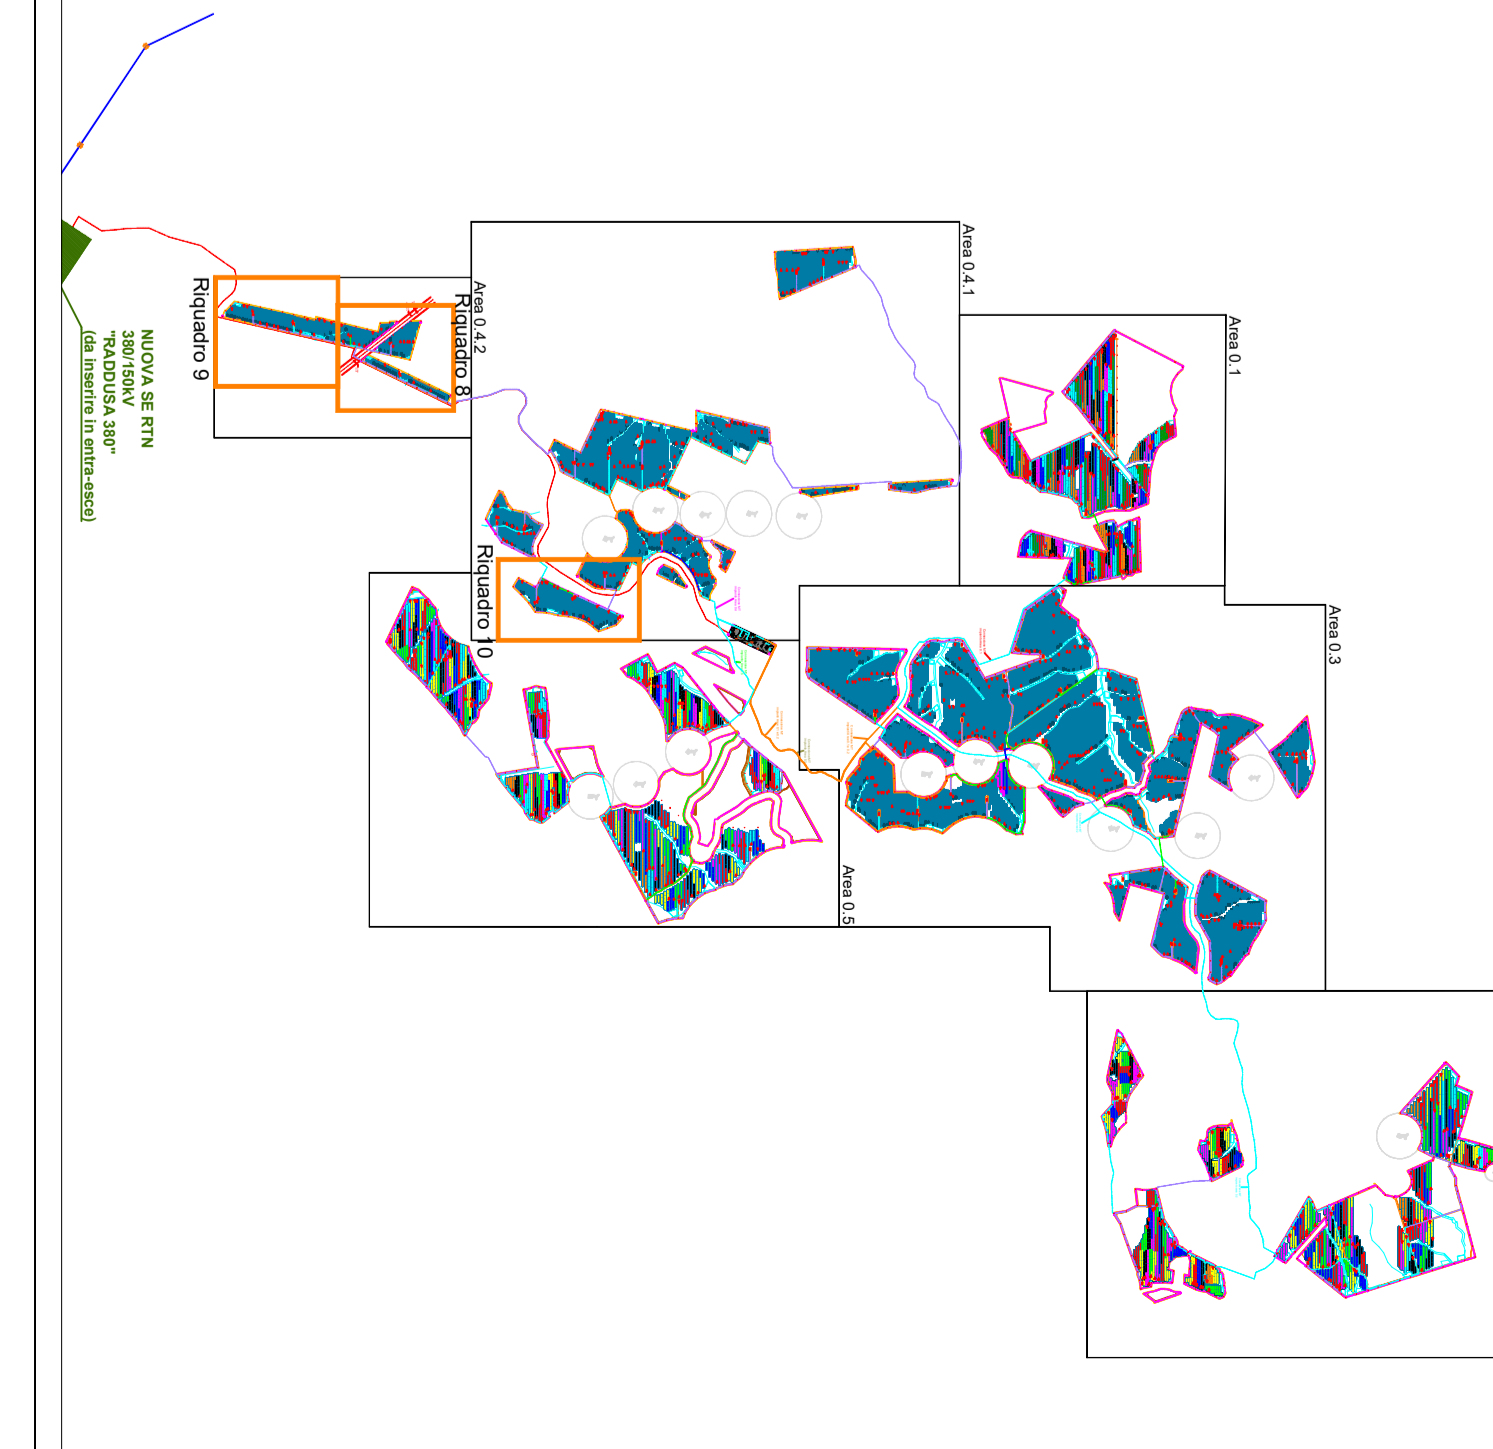 Area 0.4.1
Area 0.1
Area 0.4.2
Riquadro 8
Riquadro 9
NUOVA SE RTN
380/150kV
"RADDUSA 380"
(da inserire in entra-esce)
Riquadro 10
Area 0.3
Area 0.5